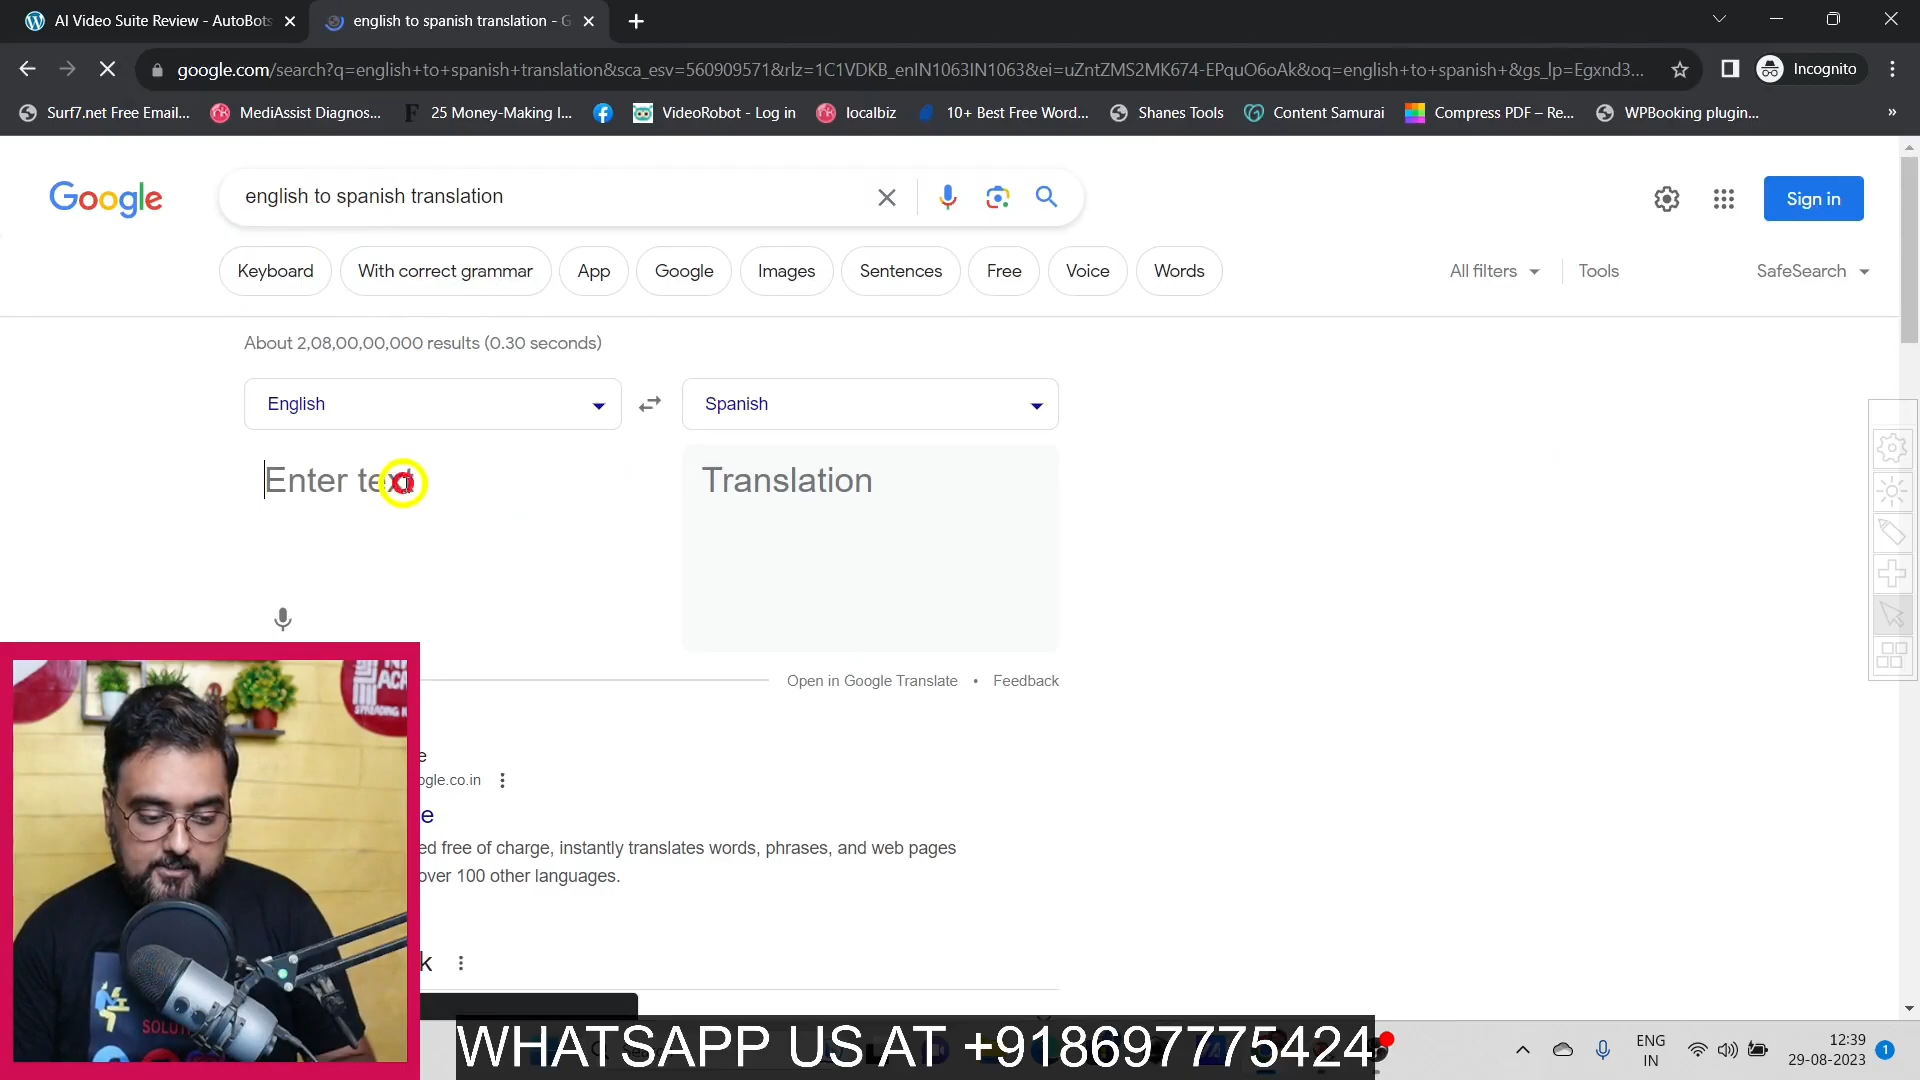 AI Video Suite Review - AutoBots
english to spanish translation - G
google.com/search?q=english+to+spanish+translation&sca_esv=560909571&rlz=1C1VDKB_enIN1063IN1063&ei=uZntZMS2MK674-EPquO6oAk&oq=english+to+spanish+&gs_lp=Egxnd3...
Incognito
Surf7.net Free Email...
MediAssist Diagnos...
25 Money-Making I...
VideoRobot - Log in
localbiz
10+ Best Free Word...
Shanes Tools
Content Samurai
Compress PDF – Re...
WPBooking plugin...
»
Google
english to spanish translation
Sign in
Keyboard
With correct grammar
App
Google
Images
Sentences
Free
Voice
Words
All filters
Tools
SafeSearch
About 2,08,00,00,000 results (0.30 seconds)
English
Spanish
Enter text
Translation
Open in Google Translate • Feedback
e
ogle.co.in
e
ed free of charge, instantly translates words, phrases, and web pages
over 100 other languages.
k
SOLUT
WHATSAPP US AT +918697775424
ENG
IN
12:39
29-08-2023
1